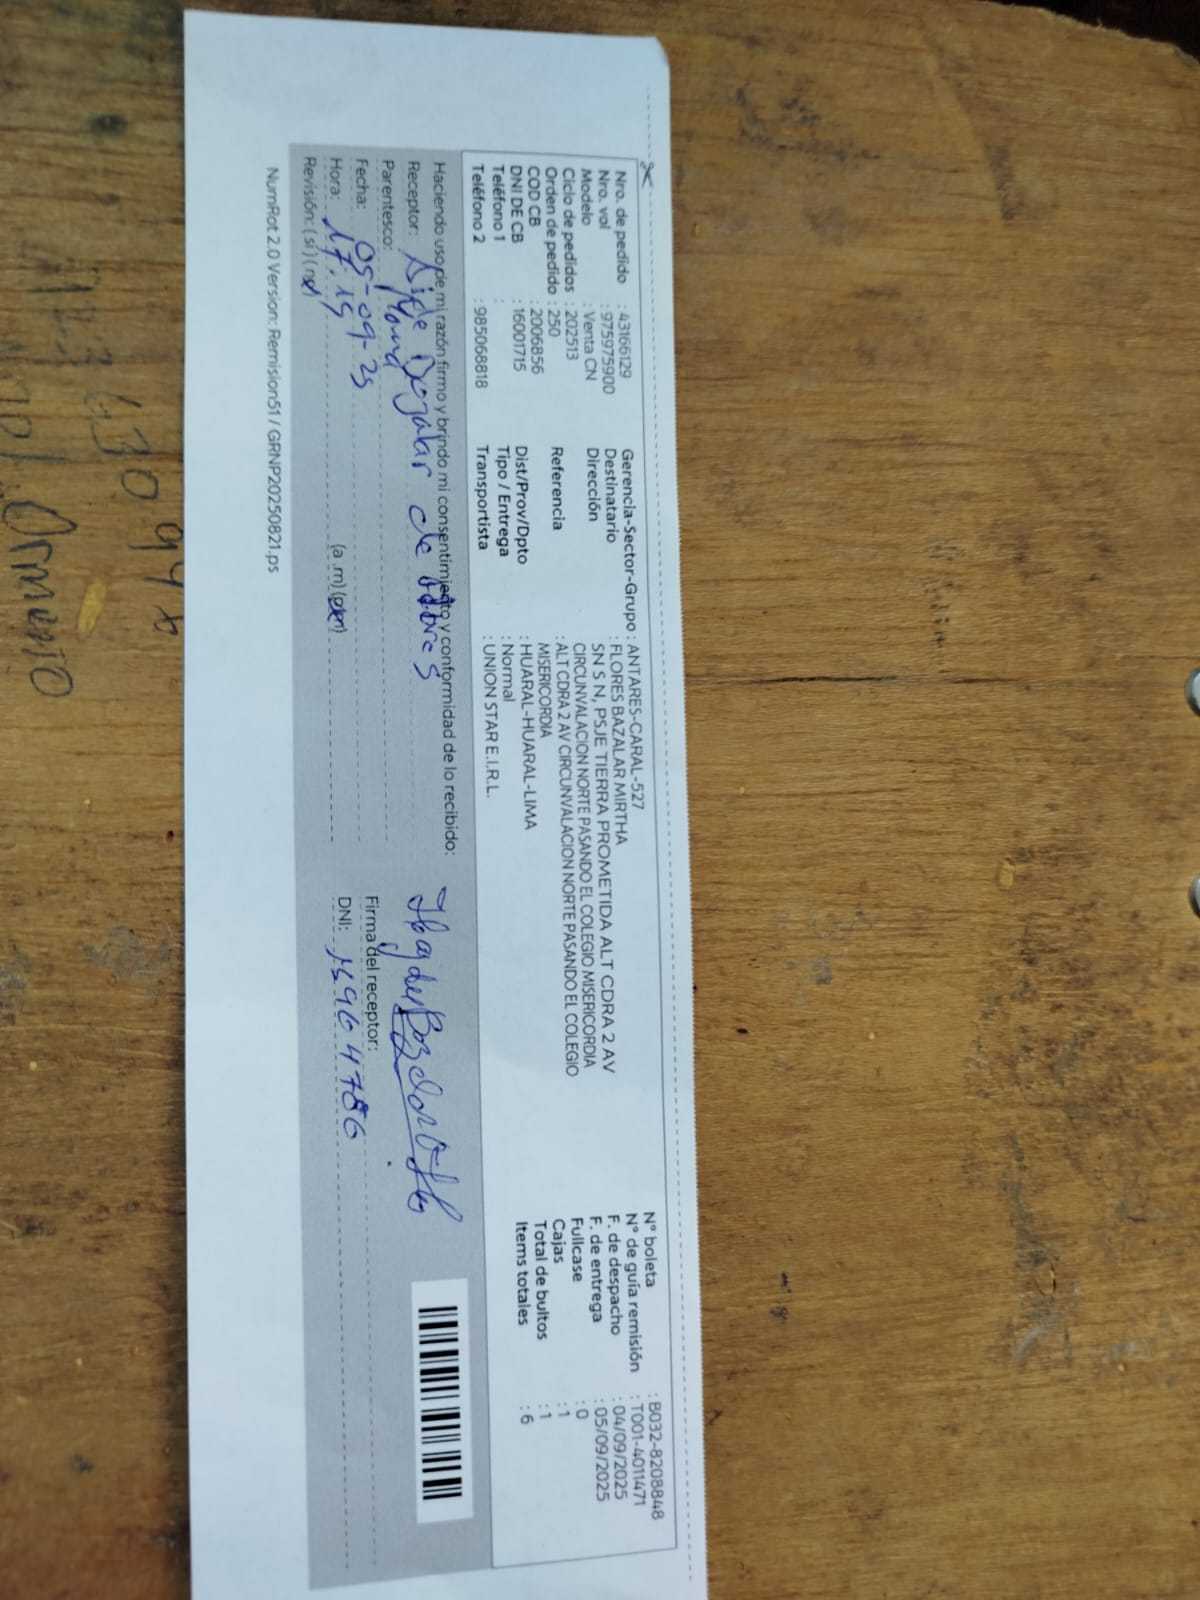 Nro. de pedido : 43166129
Nro. vol : 975975900
Modelo : Venta CN
Ciclo de pedidos : 202513
Orden de pedido : 250
COD CB : 2006856
DNI DE CB : 16001715
Teléfono 1 :
Teléfono 2 : 985068818
Gerencia-Sector-Grupo : ANTARES-CARAL-527
Destinatario : FLORES BAZALAR MIRTHA
Dirección : SN S N, PSJE TIERRA PROMETIDA ALT CDRA 2 AV
CIRCUNVALACION NORTE PASANDO EL COLEGIO MISERICORDIA
Referencia : ALT CDRA 2 AV CIRCUNVALACION NORTE PASANDO EL COLEGIO
MISERICORDIA
Dist/Prov/Dpto : HUARAL-HUARAL-LIMA
Tipo / Entrega : Normal
Transportista : UNION STAR E.I.R.L.
N° boleta : B032-8208848
N° de guía remisión : T001-4011471
F. de despacho : 04/09/2025
F. de entrega : 05/09/2025
Fullcase : 0
Cajas : 1
Total de bultos : 1
Items totales : 6
Haciendo uso de mi razón firmo y brindo mi consentimiento y conformidad de lo recibido:
Receptor: de
Parentesco:
Fecha: 05-09-25
Hora: 17.15 (a.m) (pm)
Revisión: (si) (no)
Firma del receptor:
DNI: 15964786
NumRot 2.0 Version: Remision51 / GRNP20250821.ps